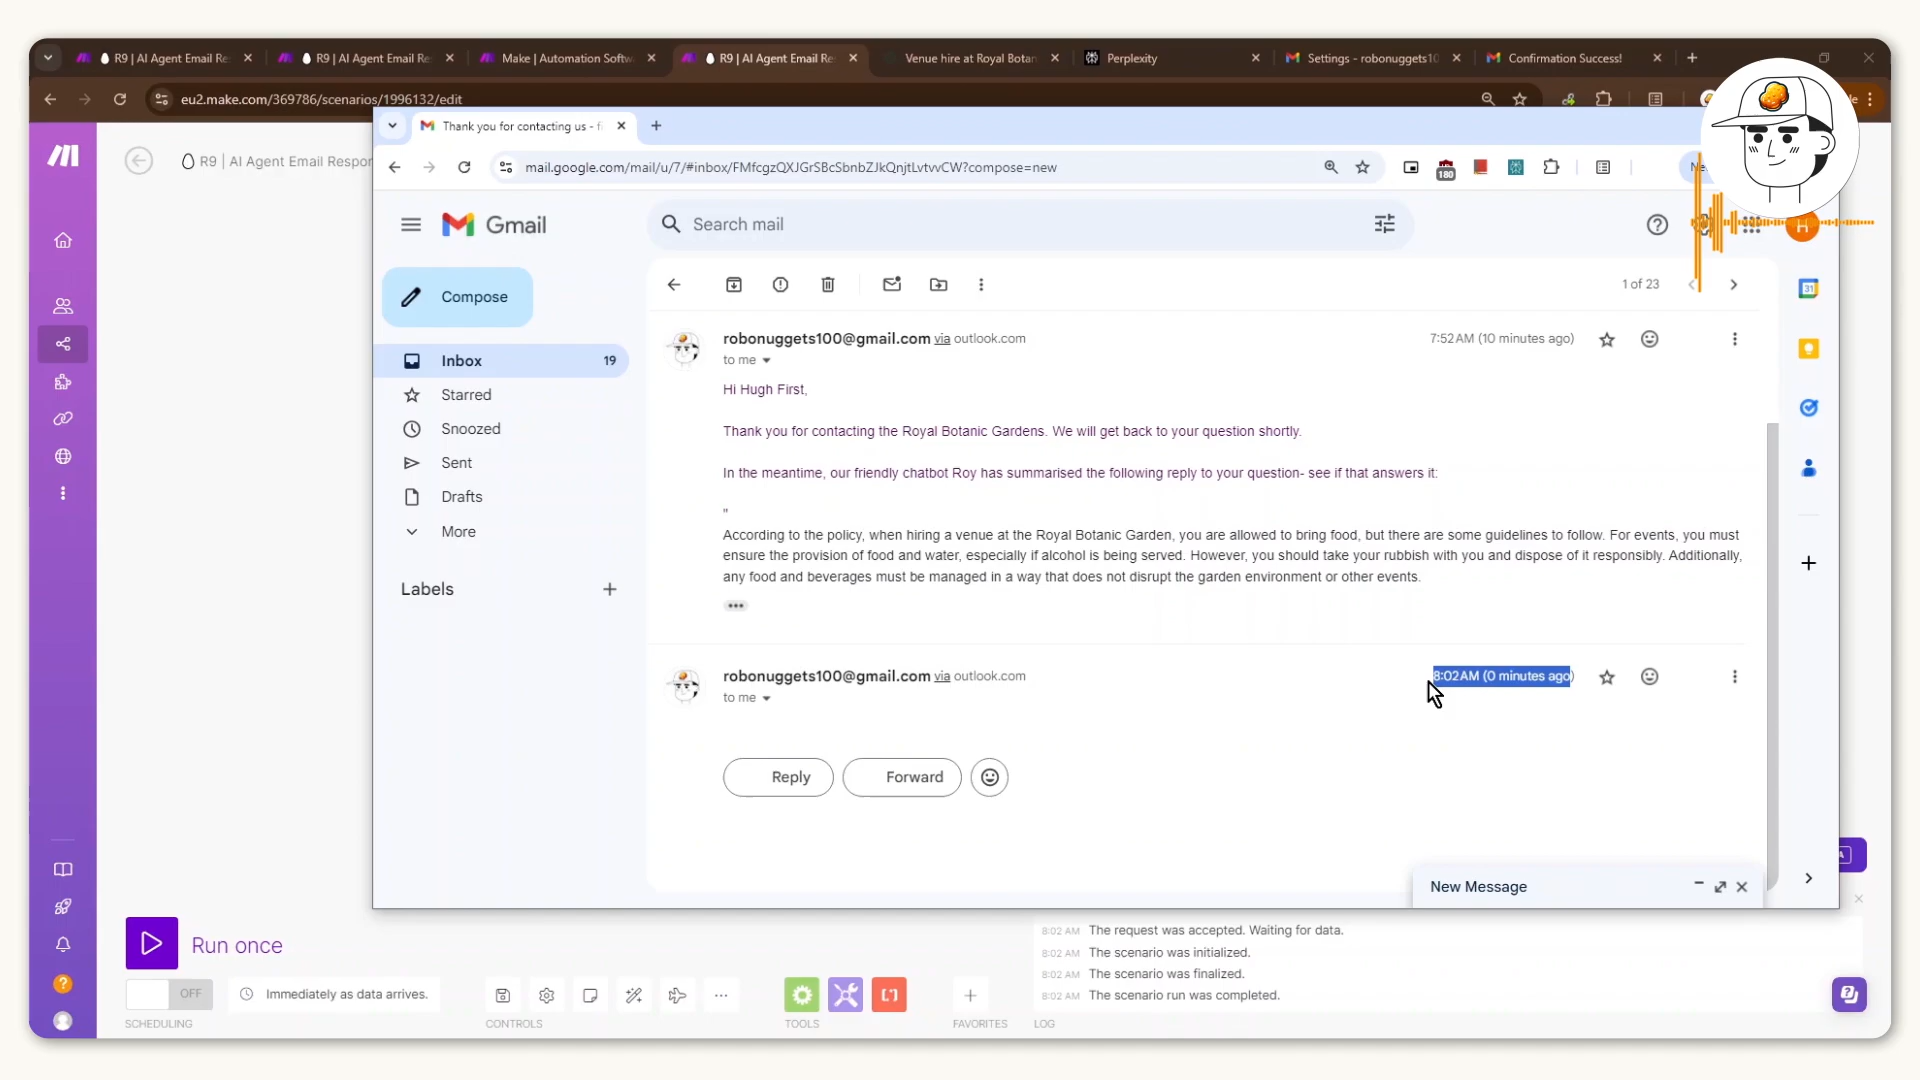 R9 | AI Agent Email Re
R9 | AI Agent Email Re
Make | Automation Softw
R9 | AI Agent Email Re
Venue hire at Royal Botan
Perplexity
Settings - robonuggets10
Confirmation Success!
eu2.make.com/369786/scenarios/1996132/edit
R9 | AI Agent Email Respor
Thank you for contacting us - f
mail.google.com/mail/u/7/#inbox/FMfcgzQXJGrSBcSbnbZJkQnjtLvtvvCW?compose=new
180
Gmail
Search mail
H
Compose
1 of 23
31
Inbox 19
Starred
Snoozed
Sent
Drafts
More
Labels
robonuggets100@gmail.com via outlook.com
7:52 AM (10 minutes ago)
to me
Hi Hugh First,
Thank you for contacting the Royal Botanic Gardens. We will get back to your question shortly.
In the meantime, our friendly chatbot Roy has summarised the following reply to your question- see if that answers it:
"
According to the policy, when hiring a venue at the Royal Botanic Garden, you are allowed to bring food, but there are some guidelines to follow. For events, you must
ensure the provision of food and water, especially if alcohol is being served. However, you should take your rubbish with you and dispose of it responsibly. Additionally,
any food and beverages must be managed in a way that does not disrupt the garden environment or other events.
robonuggets100@gmail.com via outlook.com
8:02 AM (0 minutes ago)
to me
Reply
Forward
New Message
Run once
OFF
Immediately as data arrives.
SCHEDULING
CONTROLS
TOOLS
FAVORITES
LOG
8:02 AM The request was accepted. Waiting for data.
8:02 AM The scenario was initialized.
8:02 AM The scenario was finalized.
8:02 AM The scenario run was completed.